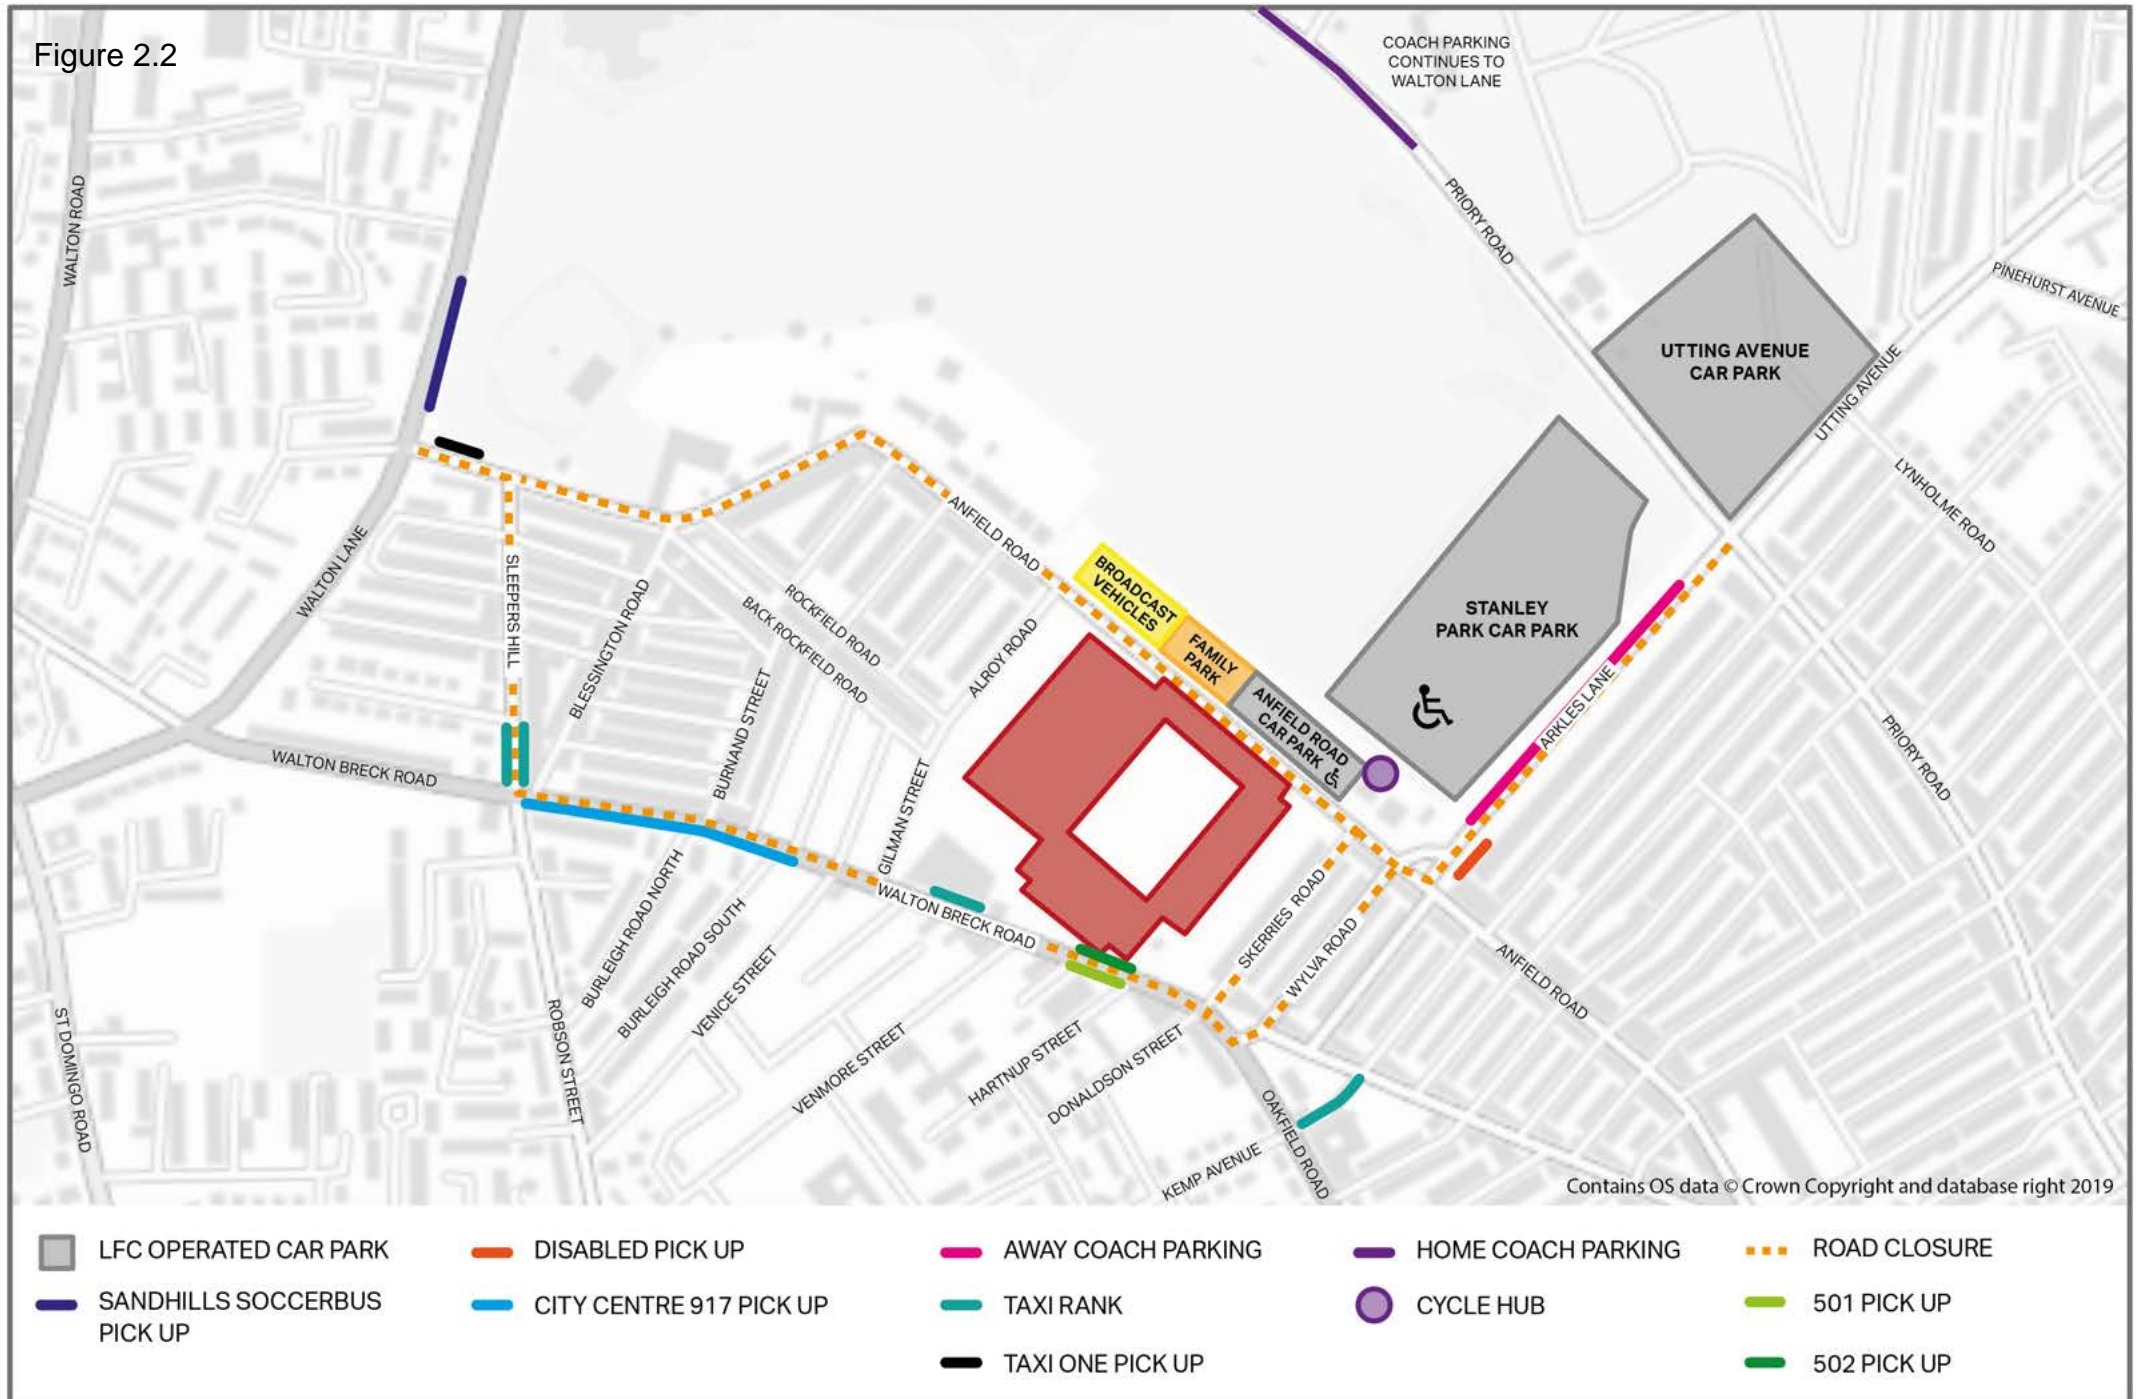 Figure 2.2
COACH PARKING
CONTINUES TO
WALTON LANE
WALTON ROAD
PRIORY ROAD
PINEHURST AVENUE
UTTING AVENUE
CAR PARK
UTTING AVENUE
LYNHOLME ROAD
ANFIELD ROAD
WALTON LANE
SLEEPERS HILL
BLESSINGTON ROAD
ROCKFIELD ROAD
BACK ROCKFIELD ROAD
BROADCAST
VEHICLES
FAMILY
PARK
ANFIELD ROAD
CAR PARK
STANLEY
PARK CAR PARK
ALROY ROAD
ARKLES LANE
BURNAND STREET
PRIORY ROAD
WALTON BRECK ROAD
GILMAN STREET
WALTON BRECK ROAD
SKERRIES ROAD
WYLVA ROAD
ANFIELD ROAD
BURLEIGH ROAD NORTH
BURLEIGH ROAD SOUTH
VENICE STREET
ST DOMINGO ROAD
ROBSON STREET
VENMORE STREET
HARTNUP STREET
DONALDSON STREET
OAKFIELD ROAD
KEMP AVENUE
Contains OS data © Crown Copyright and database right 2019
LFC OPERATED CAR PARK
DISABLED PICK UP
AWAY COACH PARKING
HOME COACH PARKING
ROAD CLOSURE
SANDHILLS SOCCERBUS
PICK UP
CITY CENTRE 917 PICK UP
TAXI RANK
CYCLE HUB
501 PICK UP
TAXI ONE PICK UP
502 PICK UP